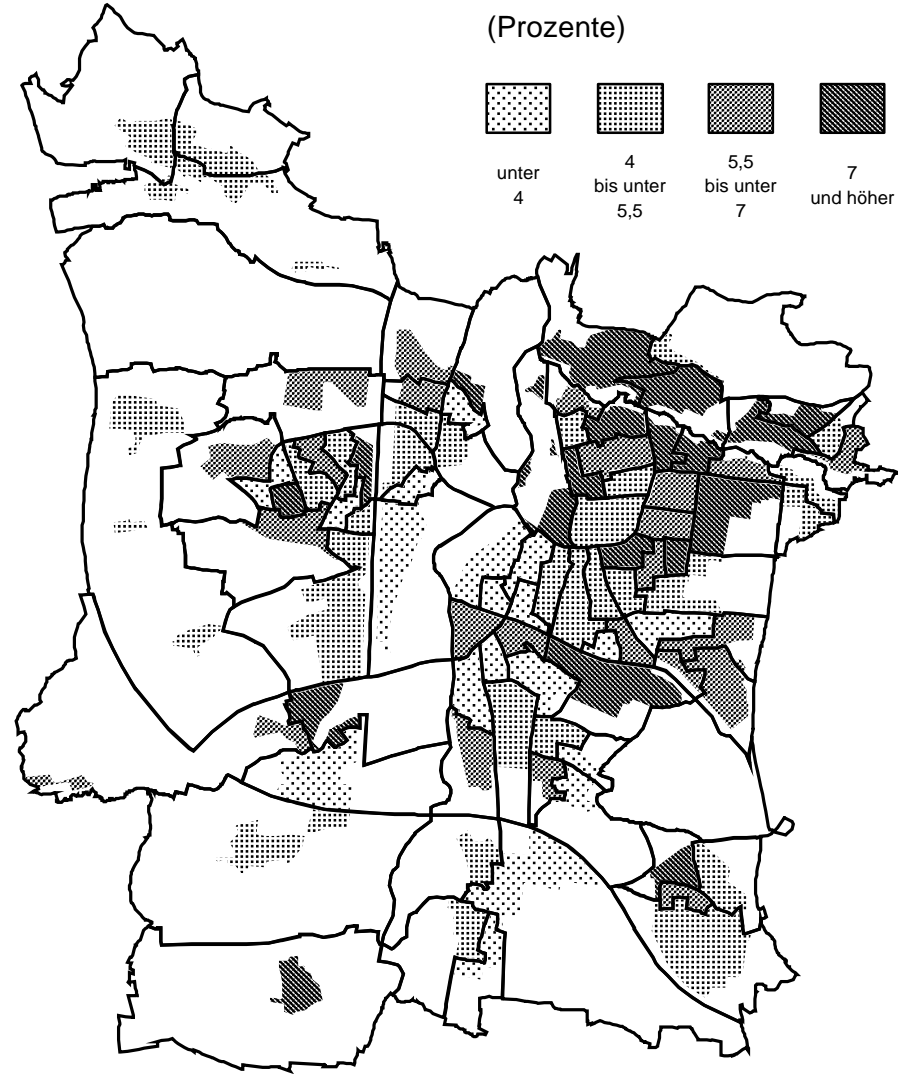 (Prozente)
unter
4
4
bis unter
5,5
5,5
bis unter
7
7
und höher